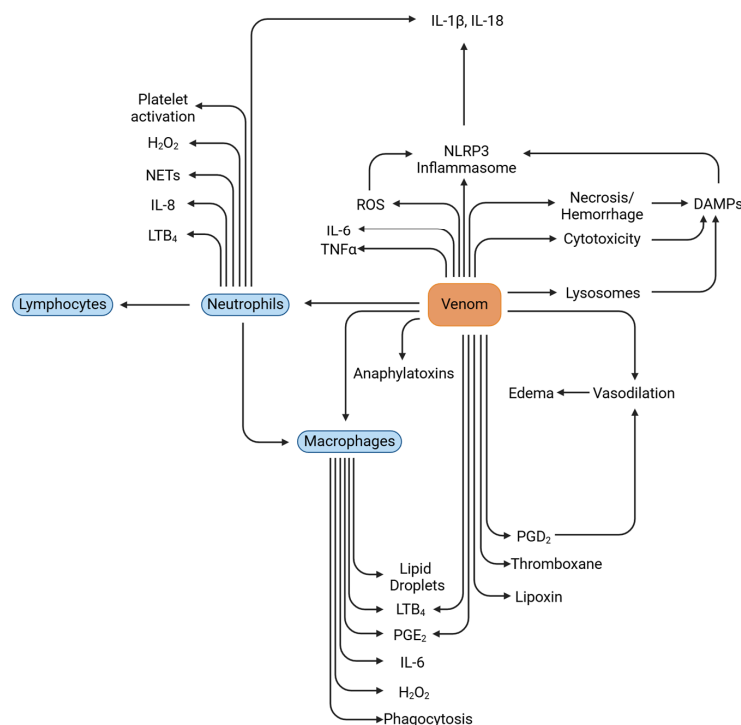 IL-1β, IL-18
Platelet
activation
H₂O₂
NETs
IL-8
LTB₄
NLRP3
Inflammasome
ROS
IL-6
TNFα
Necrosis/
Hemorrhage
DAMPs
Cytotoxicity
Lysosomes
Lymphocytes
Neutrophils
Venom
Anaphylatoxins
Edema
Vasodilation
Macrophages
PGD₂
Thromboxane
Lipoxin
Lipid
Droplets
LTB₄
PGE₂
IL-6
H₂O₂
Phagocytosis